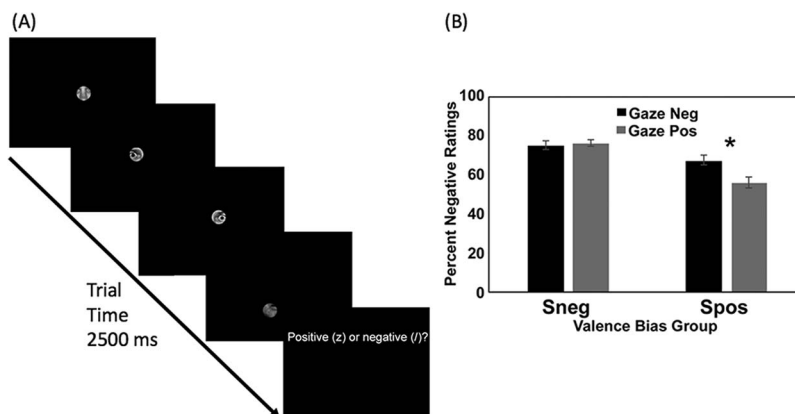 (A)
Trial
Time
2500 ms
Positive (z) or negative (/)?
(B)
Percent Negative Ratings
100
80
60
40
20
0
Gaze Neg
Gaze Pos
*
Sneg
Spos
Valence Bias Group